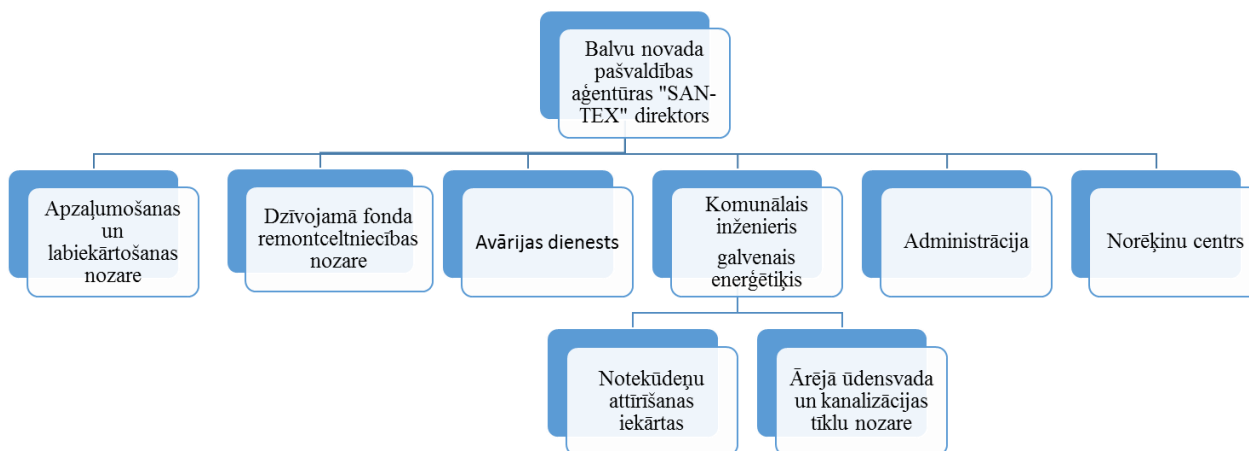 Balvu novada
pašvaldības
aģentūras "SAN-
TEX" direktors
Apzaļumošanas
un
labiekārtošanas
nozare
Dzīvojamā fonda
remontceltniecības
nozare
Avārijas dienests
Komunālais
inženieris
galvenais
enerģētiķis
Administrācija
Norēķinu centrs
Notekūdeņu
attīrīšanas
iekārtas
Ārējā ūdensvada
un kanalizācijas
tīklu nozare